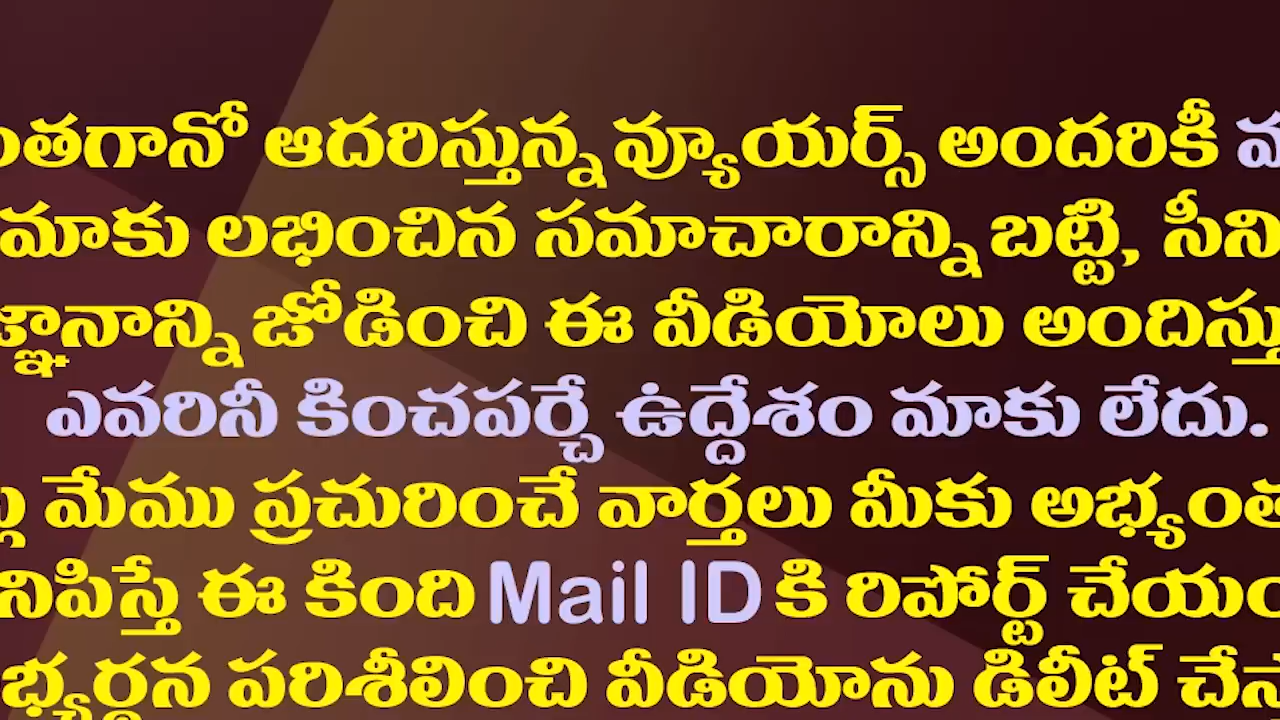 ంతగానో ఆదరిస్తున్న వ్యూయర్స్ అందరికీ
మాకు లభించిన సమాచారాన్ని బట్టి, సీని
జ్ఞానాన్ని జోడించి ఈ వీడియోలు అందిస్తు
ఎవరినీ కించపర్చే ఉద్దేశం మాకు లేదు.
మేము ప్రచురించే వార్తలు మీకు అభ్యంత
నిపిస్తే ఈ కింది Mail ID కి రిపోర్ట్ చేయం
భ్యర్థన పరిశీలించి వీడియోను డిలీట్ చేస